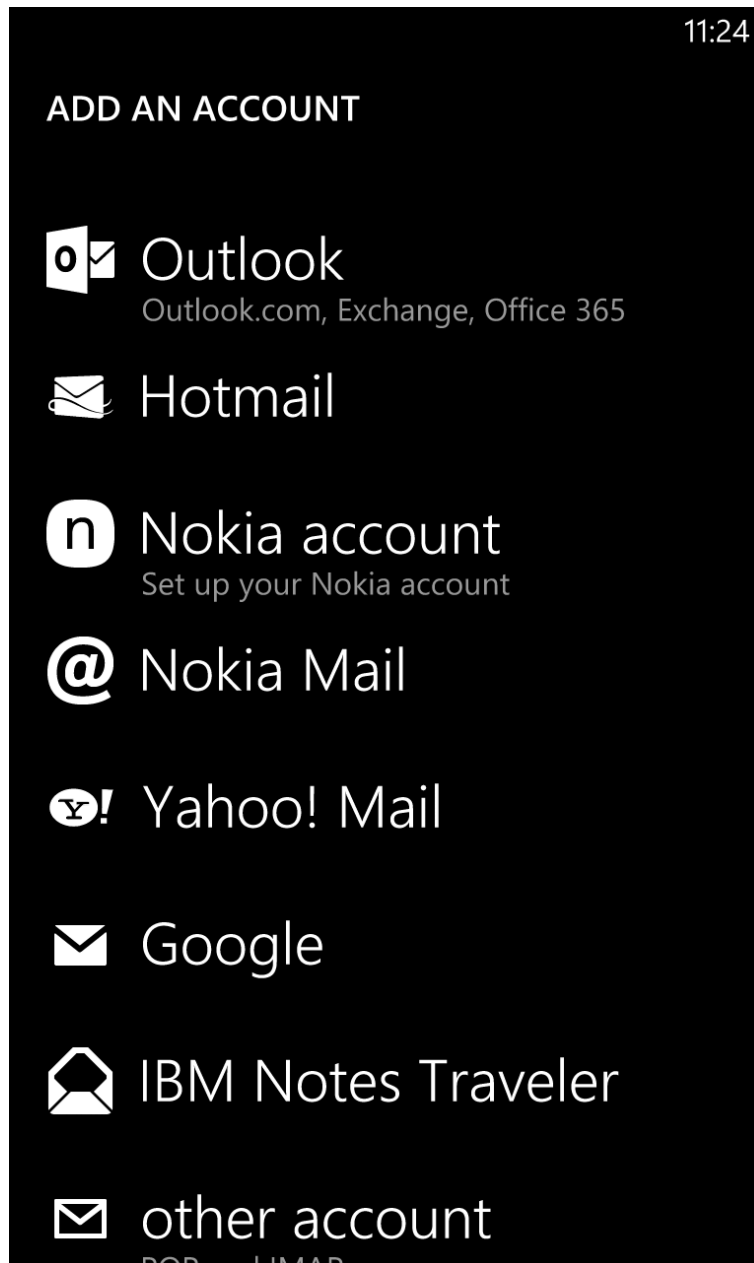 11:24
ADD AN ACCOUNT
Outlook
Outlook.com, Exchange, Office 365
Hotmail
n Nokia account
Set up your Nokia account
@ Nokia Mail
Y! Yahoo! Mail
Google
IBM Notes Traveler
other account